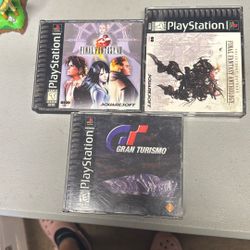 PlayStation
FINAL FANTASY VIII
SQUARESOFT
PlayStation
FINAL FANTASY ANTHOLOGY
SQUARESOFT
PlayStation
GRAN TURISMO